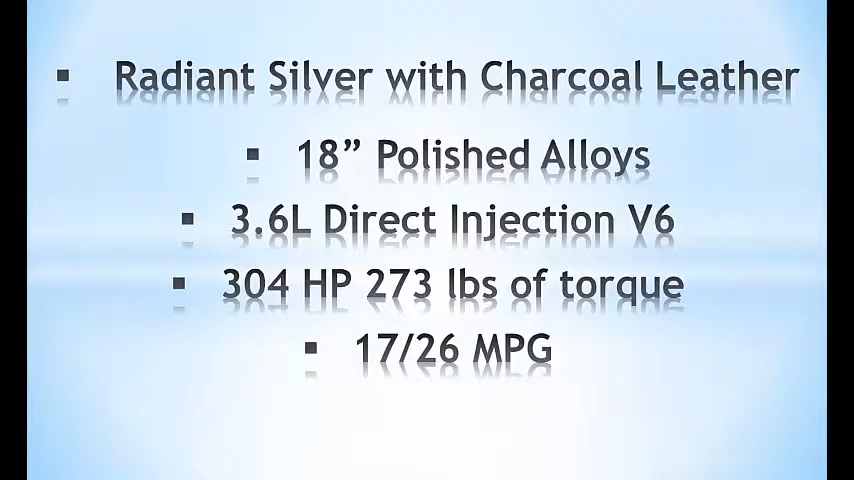 ▪ Radiant Silver with Charcoal Leather
▪ 18” Polished Alloys
▪ 3.6L Direct Injection V6
▪ 304 HP 273 lbs of torque
▪ 17/26 MPG